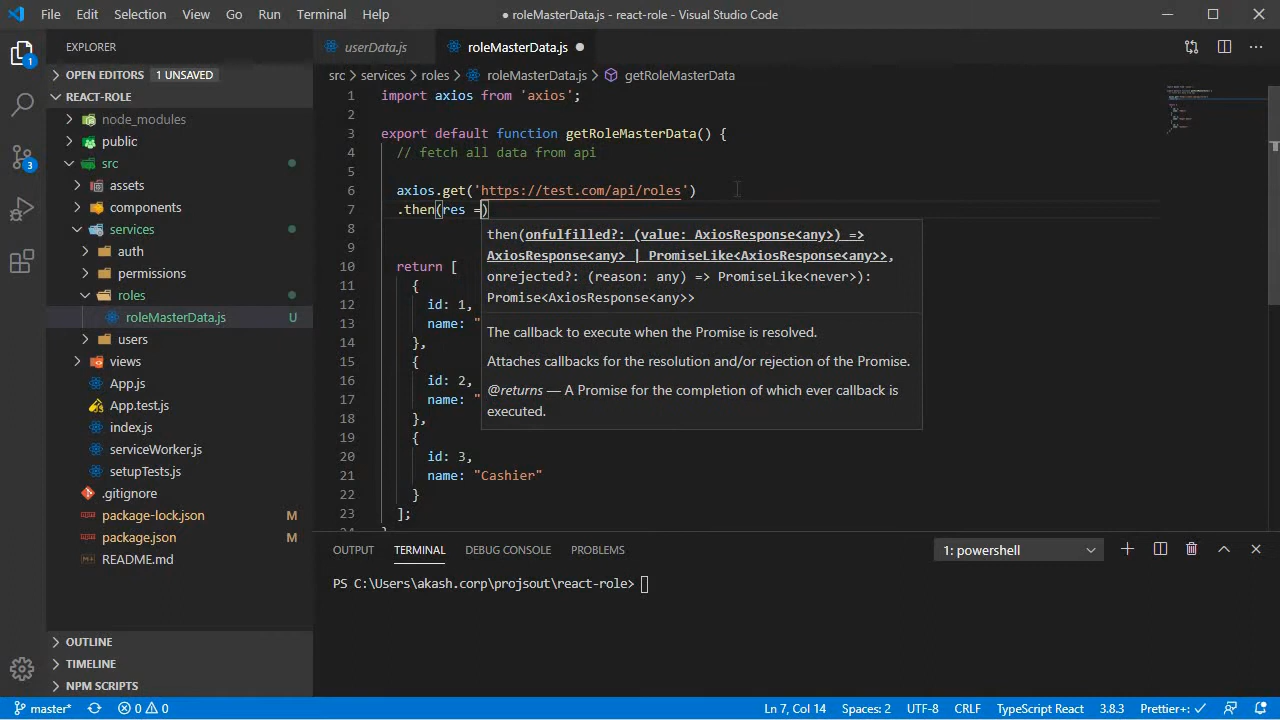 File Edit Selection View Go Run Terminal Help
● roleMasterData.js - react-role - Visual Studio Code
EXPLORER
OPEN EDITORS 1 UNSAVED
REACT-ROLE
node_modules
public
src
assets
components
services
auth
permissions
roles
roleMasterData.js U
users
views
App.js
App.test.js
index.js
serviceWorker.js
setupTests.js
.gitignore
package-lock.json M
package.json M
README.md
OUTLINE
TIMELINE
NPM SCRIPTS
1
3
userData.js roleMasterData.js ●
src > services > roles > roleMasterData.js > getRoleMasterData
1 import axios from 'axios';
2
3 export default function getRoleMasterData() {
4 // fetch all data from api
5
6 axios.get('https://test.com/api/roles')
7 .then(res =)
8
9
10 return [
11 {
12 id: 1,
13 name: "
14 },
15 {
16 id: 2,
17 name: "
18 },
19 {
20 id: 3,
21 name: "Cashier"
22 }
23 ];
24 }
then(onfulfilled?: (value: AxiosResponse<any>) =>
AxiosResponse<any> | PromiseLike<AxiosResponse<any>>,
onrejected?: (reason: any) => PromiseLike<never>):
Promise<AxiosResponse<any>>
The callback to execute when the Promise is resolved.
Attaches callbacks for the resolution and/or rejection of the Promise.
@returns — A Promise for the completion of which ever callback is
executed.
OUTPUT TERMINAL DEBUG CONSOLE PROBLEMS
1: powershell
PS C:\Users\akash.corp\projsout\react-role>
master* 0 0 Ln 7, Col 14 Spaces: 2 UTF-8 CRLF TypeScript React 3.8.3 Prettier+: ✓